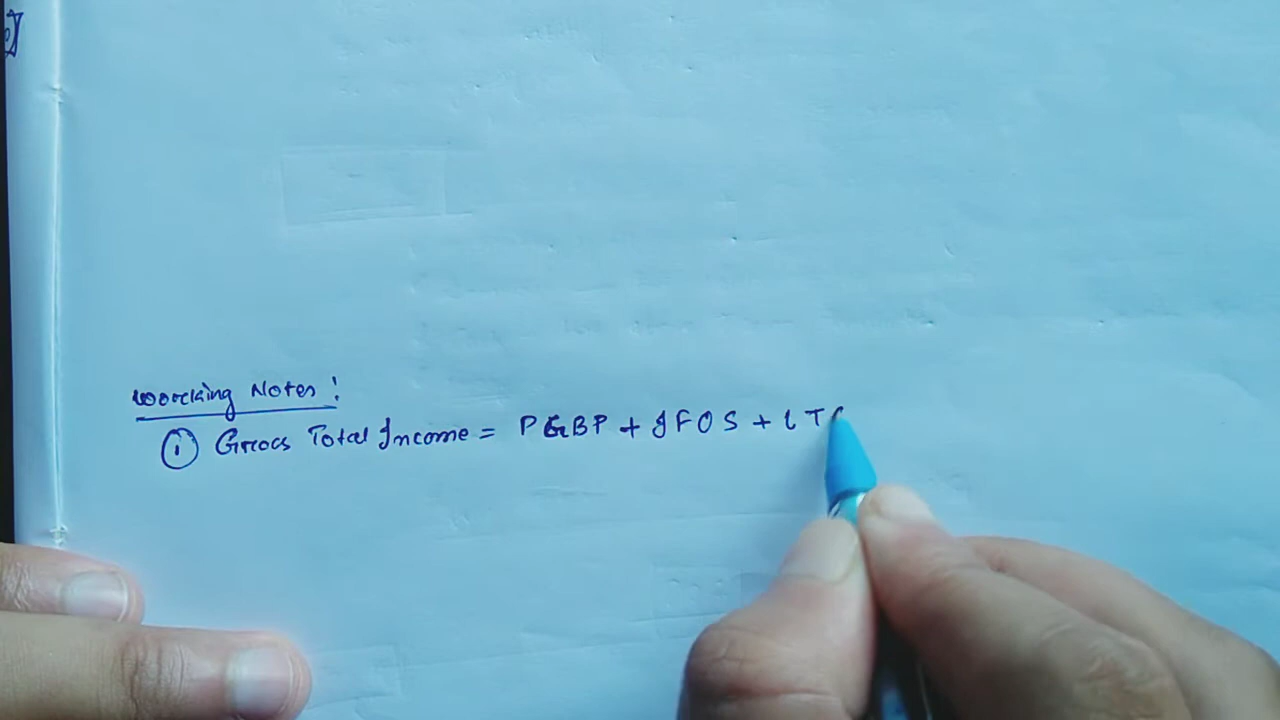 Working Notes:
① Gross Total Income = PGBP + IFOS + LT